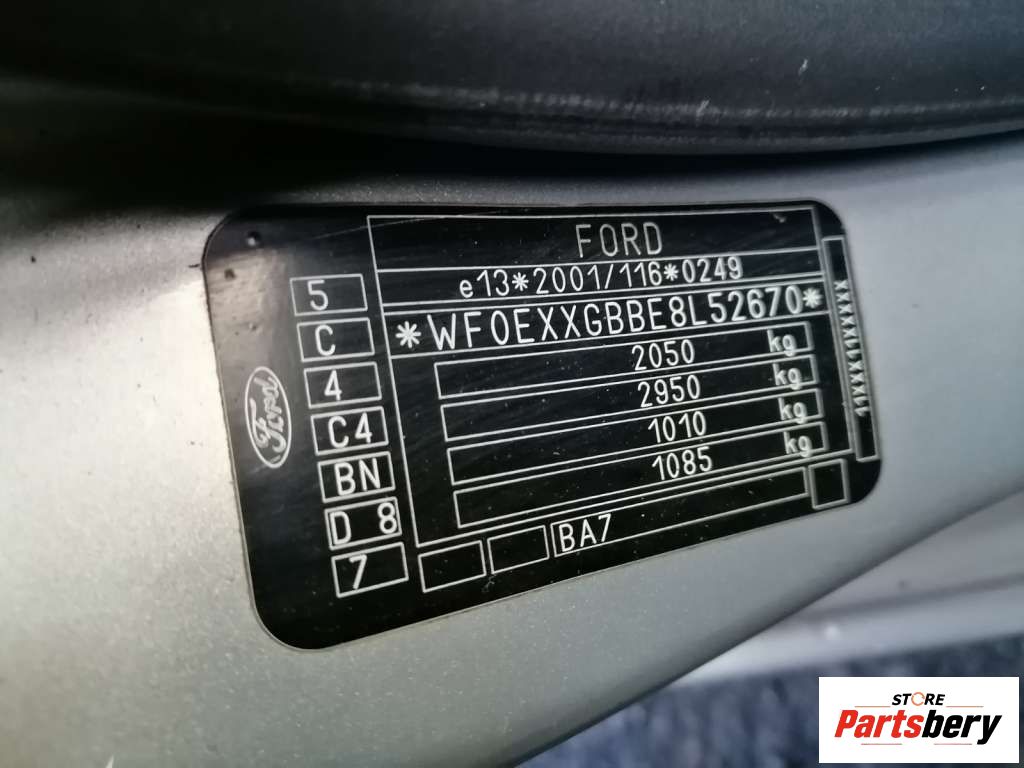 FORD
e13*2001/116*0249
*WF0EXXGBBE8L52670*
2050 kg
2950 kg
1010 kg
1085 kg
BA7
5
C
4
C4
BN
D 8
7
Ford
STORE
Partsbery